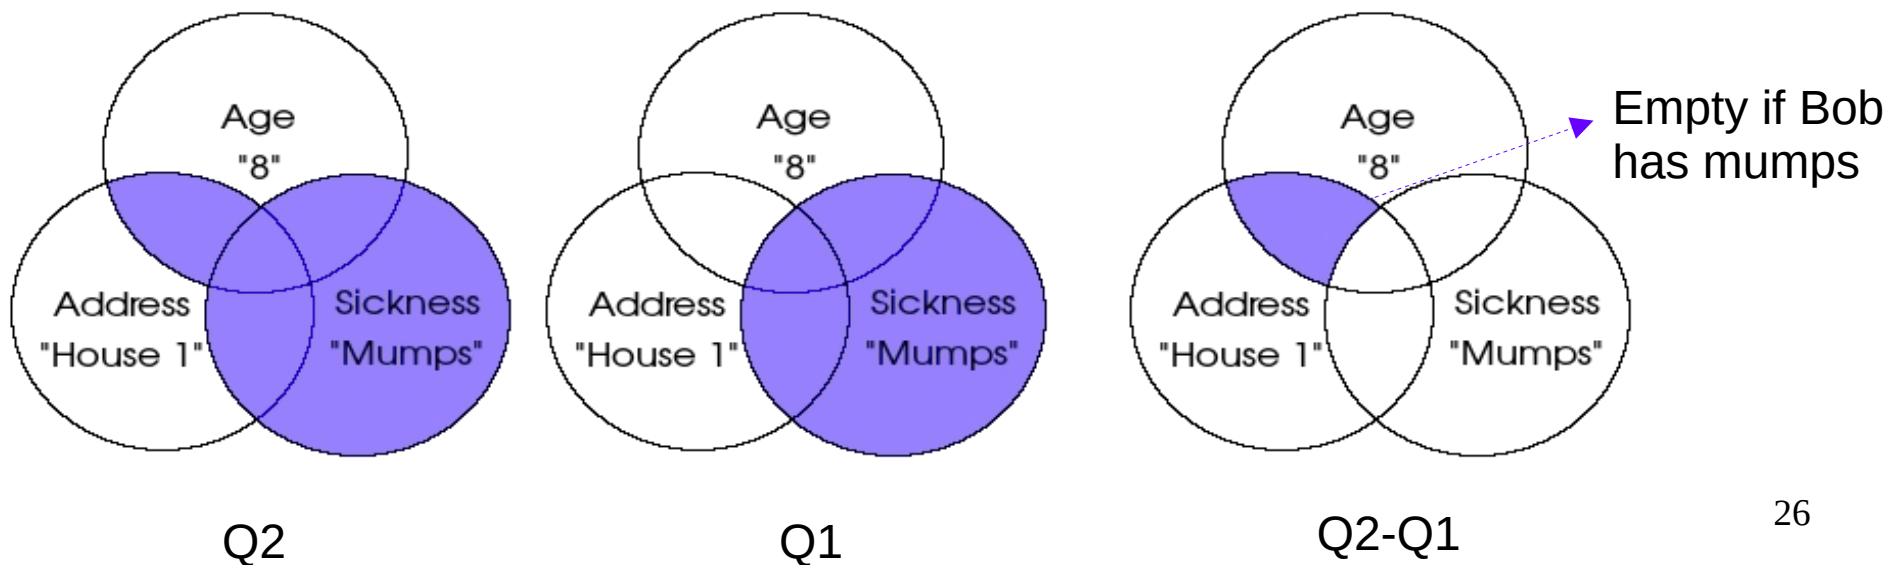 Age
"8"
Address
"House 1"
Sickness
"Mumps"
Q2
Age
"8"
Address
"House 1"
Sickness
"Mumps"
Q1
Age
"8"
Address
"House 1"
Sickness
"Mumps"
Q2-Q1
Empty if Bob
has mumps
26